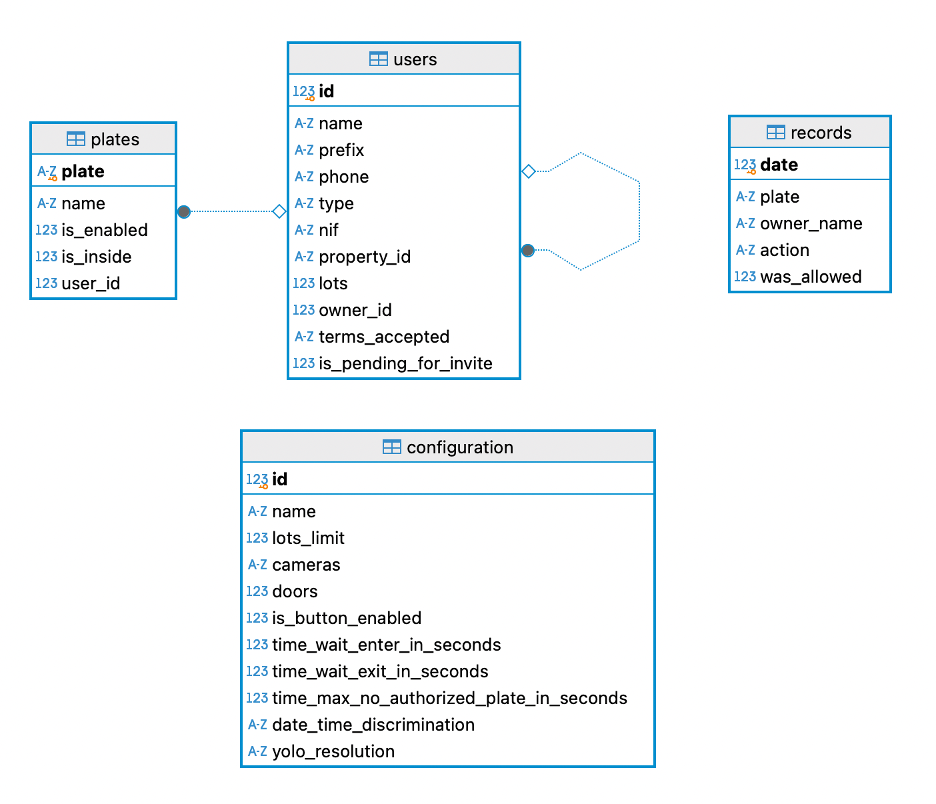 plates
123 plate
A-Z name
123 is_enabled
123 is_inside
123 user_id
users
123 id
A-Z name
A-Z prefix
A-Z phone
A-Z type
A-Z nif
A-Z property_id
123 lots
123 owner_id
A-Z terms_accepted
123 is_pending_for_invite
records
123 date
A-Z plate
A-Z owner_name
A-Z action
123 was_allowed
configuration
123 id
A-Z name
123 lots_limit
A-Z cameras
123 doors
123 is_button_enabled
123 time_wait_enter_in_seconds
123 time_wait_exit_in_seconds
123 time_max_no_authorized_plate_in_seconds
A-Z date_time_discrimination
A-Z yolo_resolution